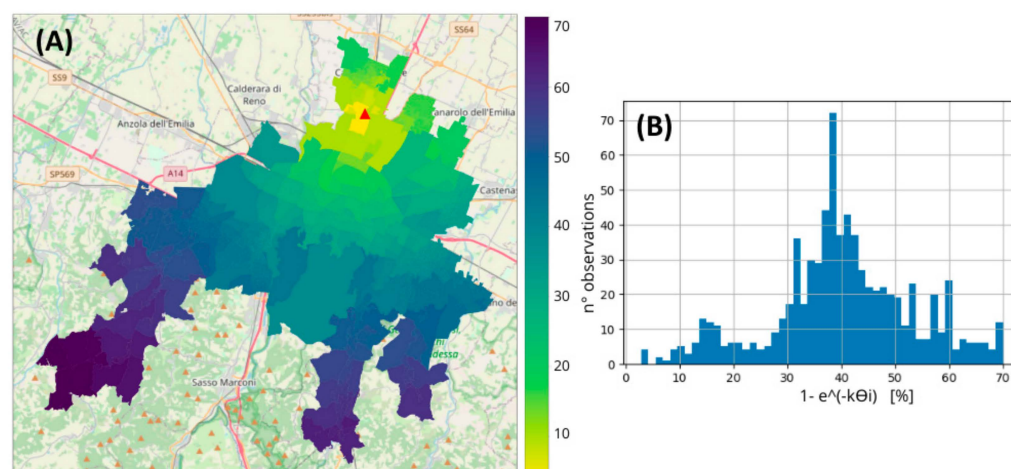 (A)
SS64
SS9
Calderara di
Reno
Anzola dell'Emilia
anarolo dell'Emilia
A14
SP569
Castenas
Sasso Marconi
70
60
50
40
30
20
10
(B)
n° observations
70
60
50
40
30
20
10
0
0 10 20 30 40 50 60 70
1- e^(-kΘi) [%]